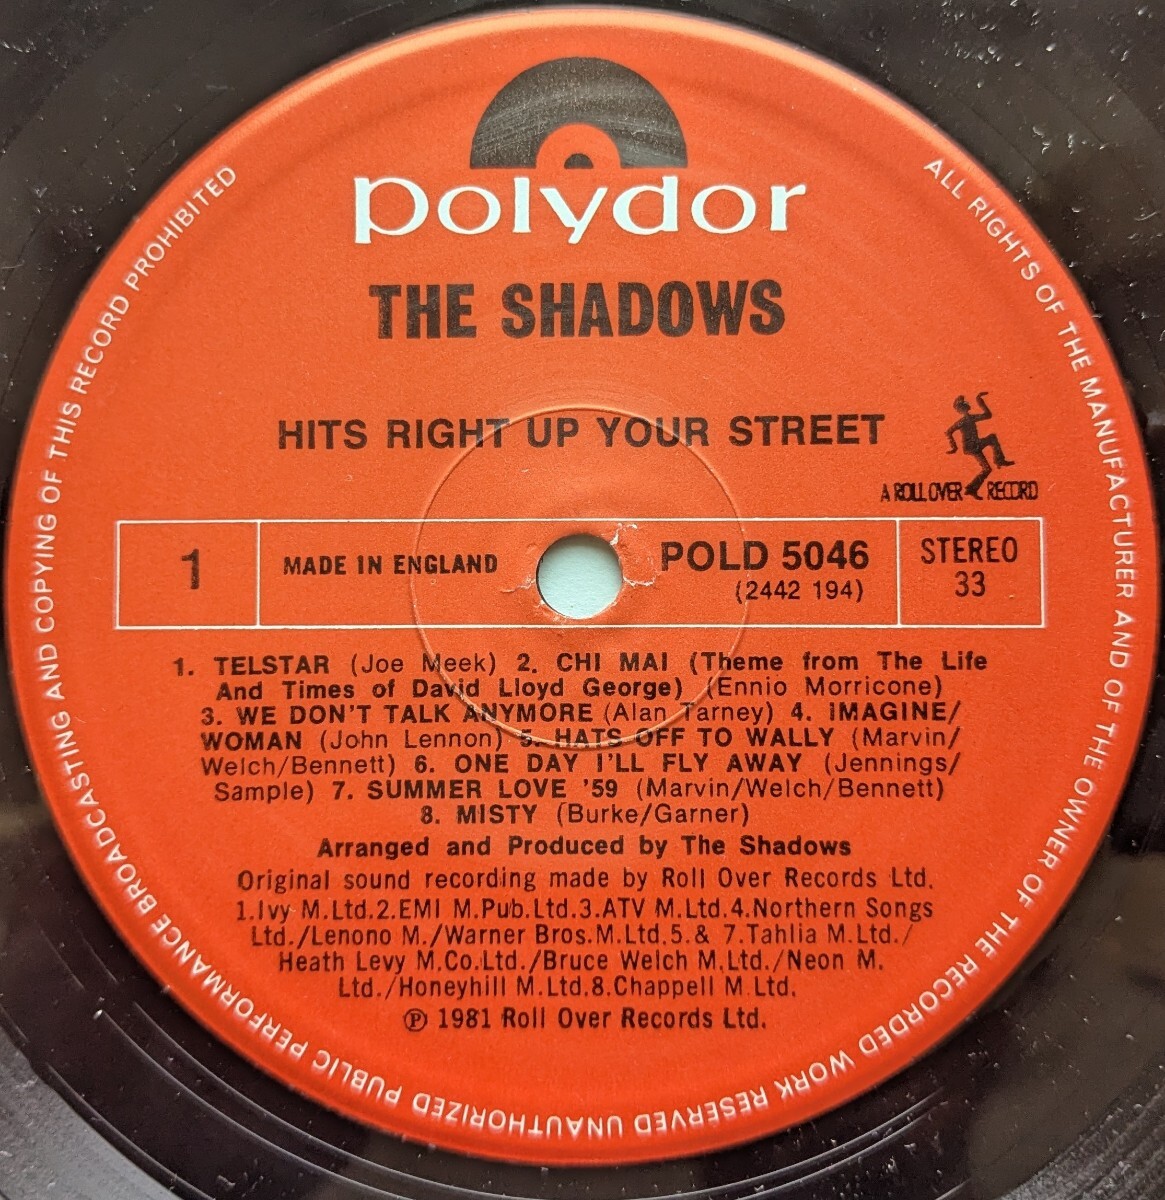 polydor
THE SHADOWS
HITS RIGHT UP YOUR STREET
A ROLL OVER RECORD
1
MADE IN ENGLAND
POLD 5046
(2442 194)
STEREO
33
1. TELSTAR (Joe Meek) 2. CHI MAI (Theme from The Life
And Times of David Lloyd George) (Ennio Morricone)
3. WE DON'T TALK ANYMORE (Alan Tarney) 4. IMAGINE/
WOMAN (John Lennon) 5. HATS OFF TO WALLY (Marvin/
Welch/Bennett) 6. ONE DAY I'LL FLY AWAY (Jennings/
Sample) 7. SUMMER LOVE '59 (Marvin/Welch/Bennett)
8. MISTY (Burke/Garner)
Arranged and Produced by The Shadows
Original sound recording made by Roll Over Records Ltd.
1.Ivy M.Ltd.2.EMI M.Pub.Ltd.3.ATV M.Ltd.4.Northern Songs
Ltd./Lenono M./Warner Bros.M.Ltd.5.& 7.Tahlia M.Ltd./
Heath Levy M.Co.Ltd./Bruce Welch M.Ltd./Neon M.
Ltd./Honeyhill M.Ltd.8.Chappell M.Ltd.
℗ 1981 Roll Over Records Ltd.
ALL RIGHTS OF THE MANUFACTURER AND OF THE OWNER OF THE RECORDED WORK RESERVED UNAUTHORIZED PUBLIC PERFORMANCE BROADCASTING AND COPYING OF THIS RECORD PROHIBITED